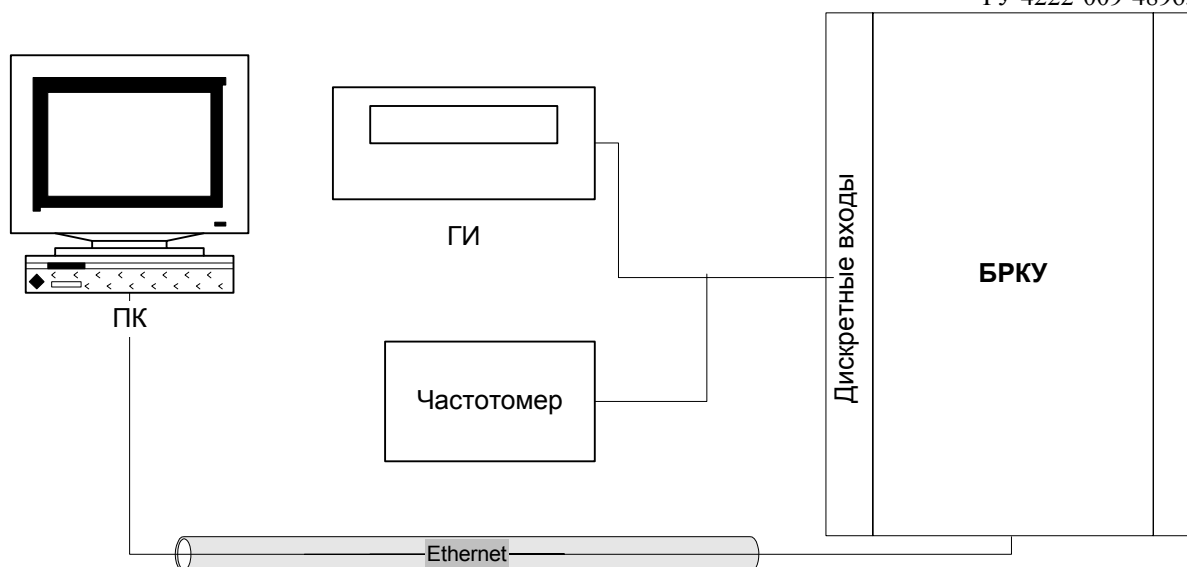 ГИ
ПК
Частотомер
Дискретные входы
БРКУ
Ethernet